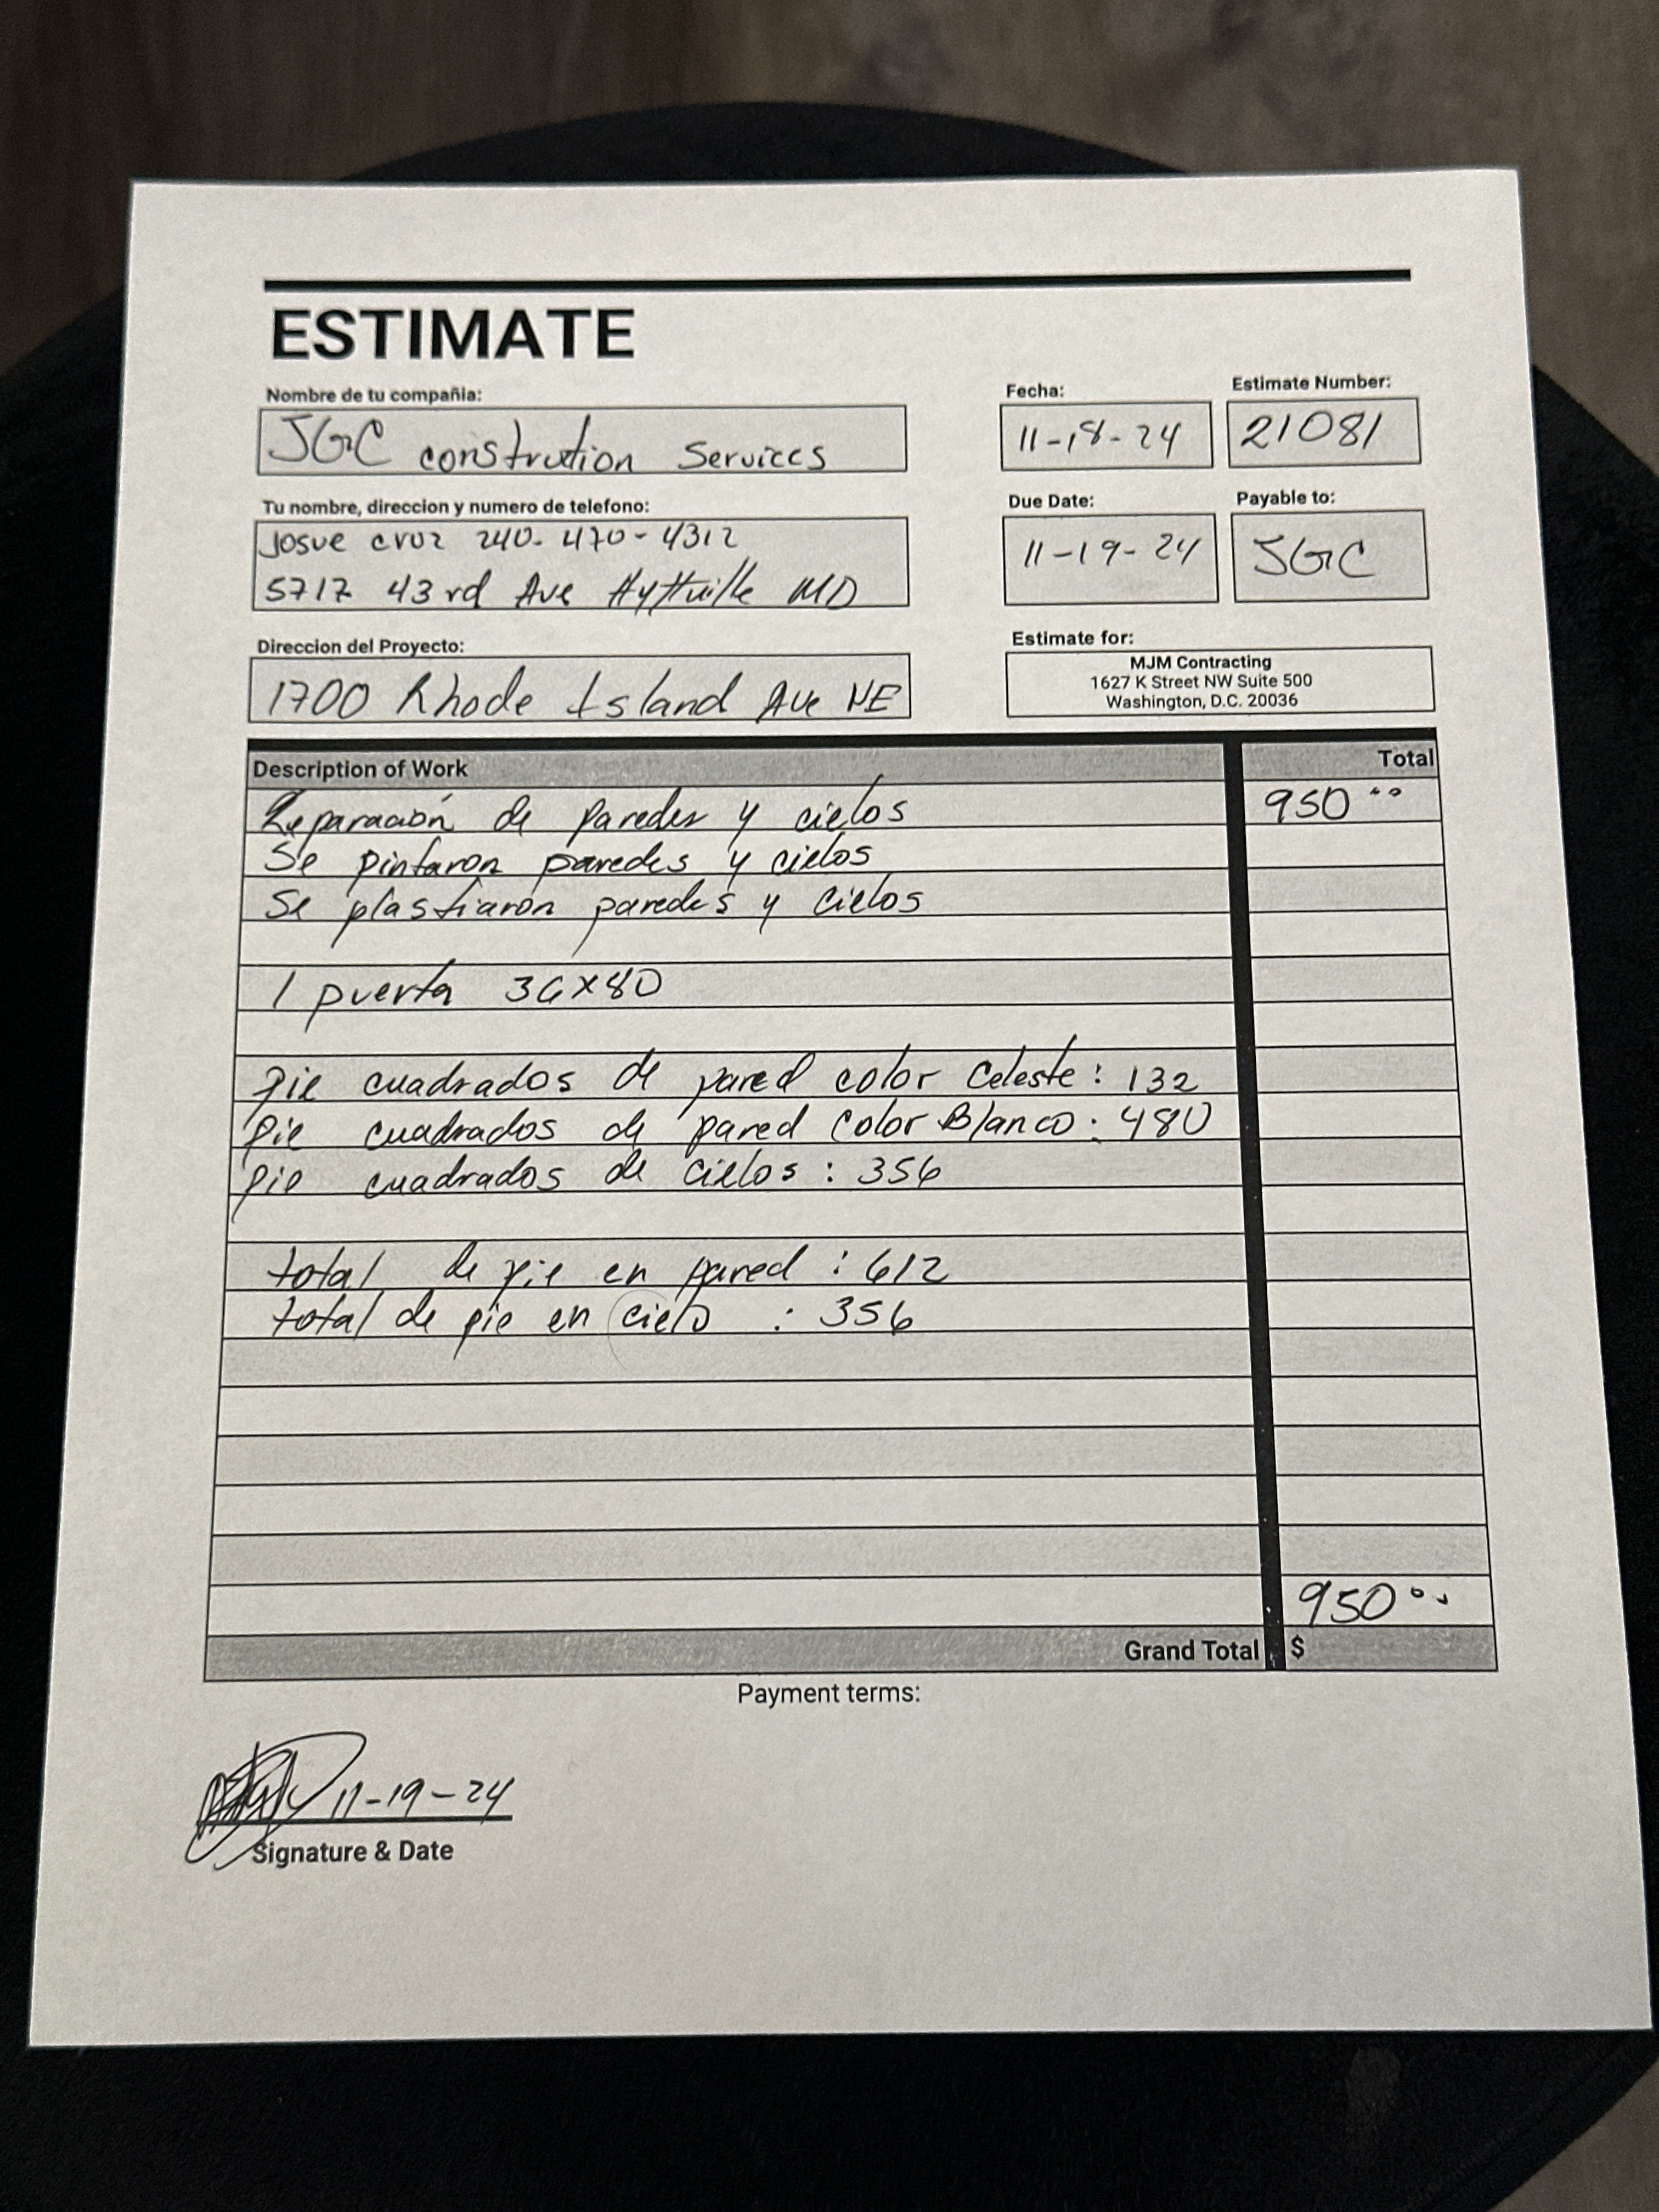 ESTIMATE
Nombre de tu compañia:
JGC constrution Services
Fecha:
11-18-24
Estimate Number:
21081
Tu nombre, direccion y numero de telefono:
Josue cruz 240-470-4312
5717 43rd Ave Hyttville MD
Due Date:
11-19-24
Payable to:
JGC
Direccion del Proyecto:
1700 Rhode Island Ave NE
Estimate for:
MJM Contracting
1627 K Street NW Suite 500
Washington, D.C. 20036
Description of Work Total
Reparación de paredes y cielos 950 00
Se pintaron paredes y cielos
Se plastiaron paredes y cielos
1 puerta 36x80
pie cuadrados de pared color Celeste: 132
pie cuadrados de pared color Blanco: 480
pie cuadrados de cielos: 356
total de pie en pared: 612
total de pie en cielo: 356
950 00
Grand Total $
Payment terms:
11-19-24
Signature & Date